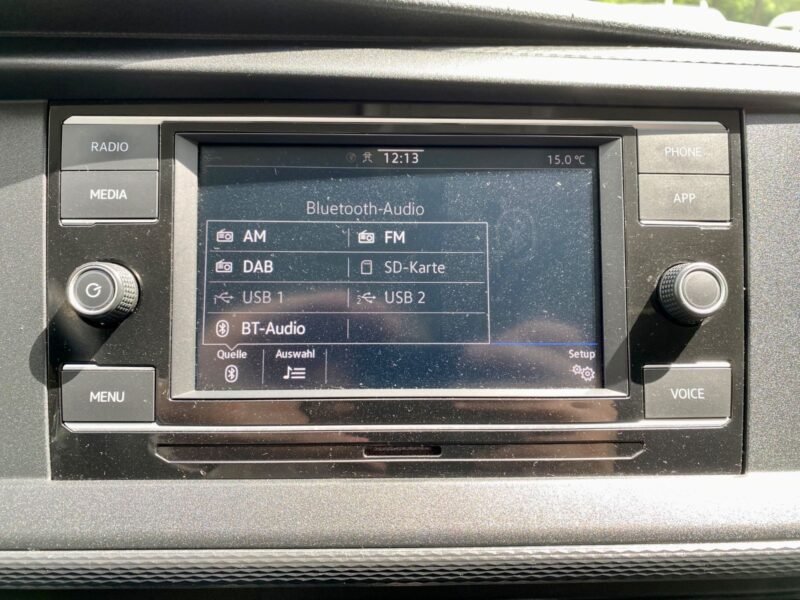 RADIO
MEDIA
MENU
12:13
15.0 °C
Bluetooth-Audio
AM
FM
DAB
SD-Karte
USB 1
2 USB 2
BT-Audio
Quelle
Auswahl
Setup
PHONE
APP
VOICE